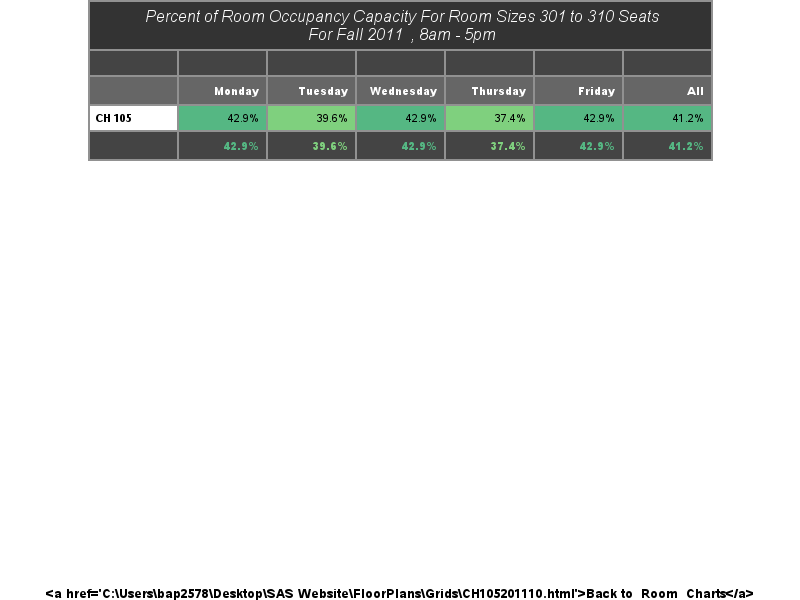 Percent of Room Occupancy Capacity For Room Sizes 301 to 310 Seats
For Fall 2011 , 8am - 5pm
Monday Tuesday Wednesday Thursday Friday All
CH 105 42.9% 39.6% 42.9% 37.4% 42.9% 41.2%
42.9% 39.6% 42.9% 37.4% 42.9% 41.2%
<a href='C:\Users\bap2578\Desktop\SAS Website\FloorPlans\Grids\CH105201110.html'>Back to Room Charts</a>